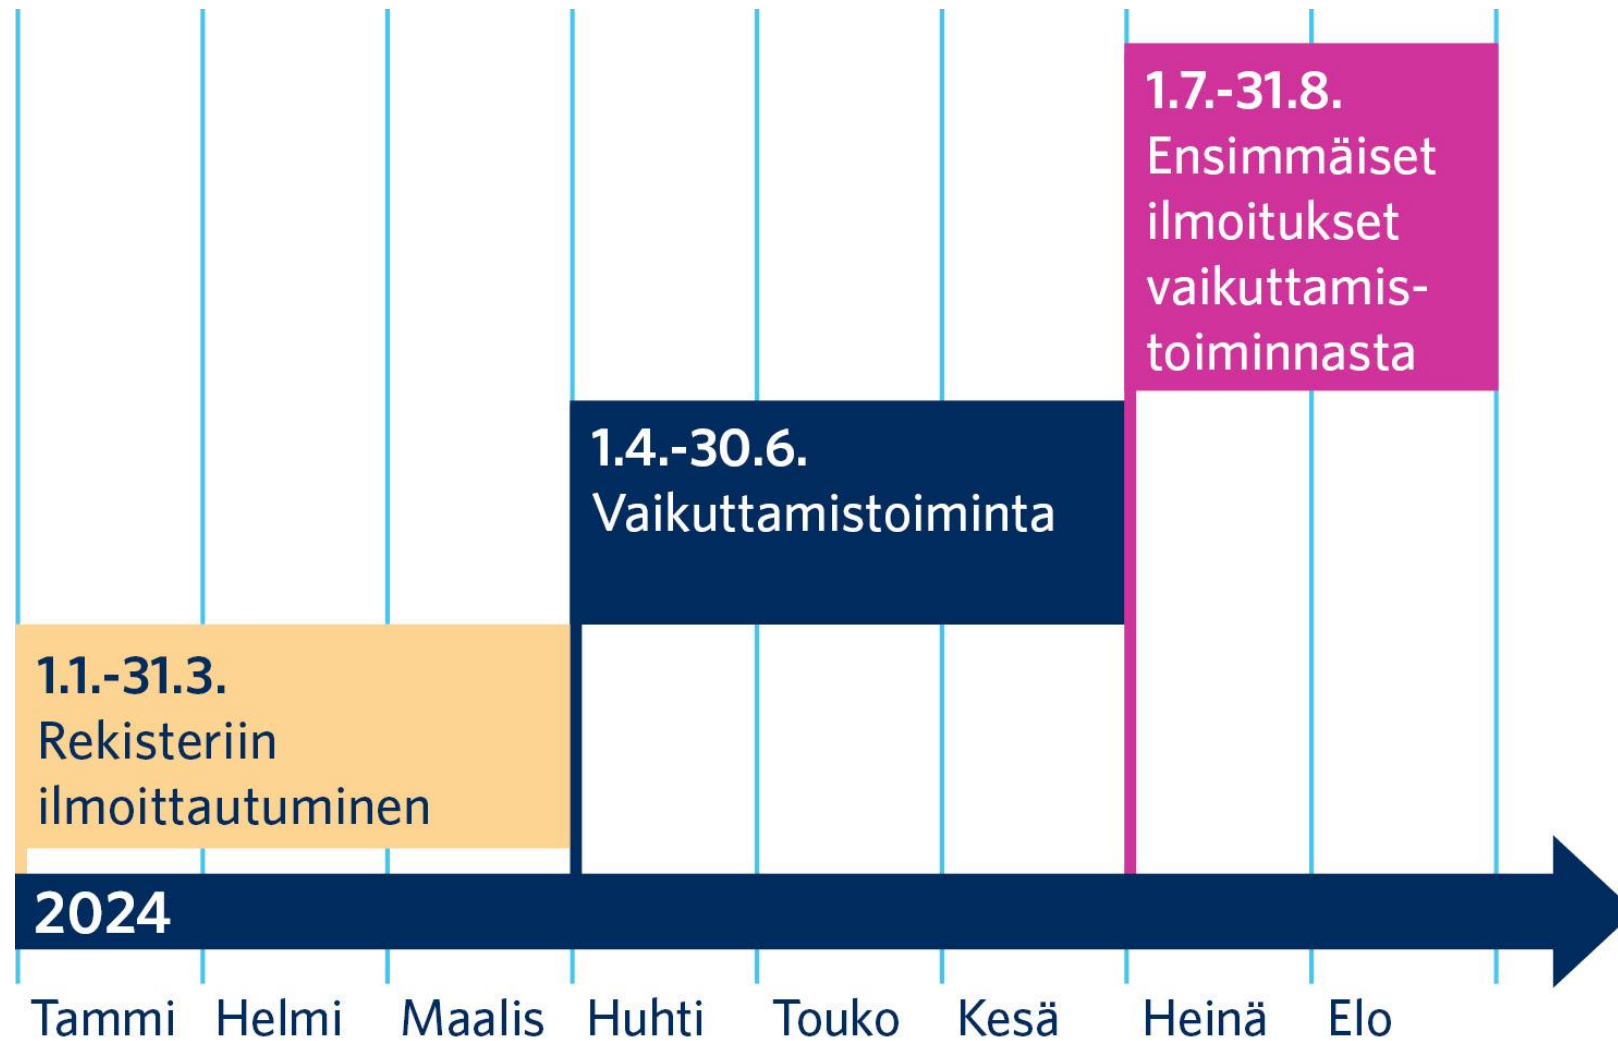 1.7.-31.8.
Ensimmäiset
ilmoitukset
vaikuttamis-
toiminnasta
1.4.-30.6.
Vaikuttamistoiminta
1.1.-31.3.
Rekisteriin
ilmoittautuminen
2024
Tammi Helmi Maalis Huhti Touko Kesä Heinä Elo